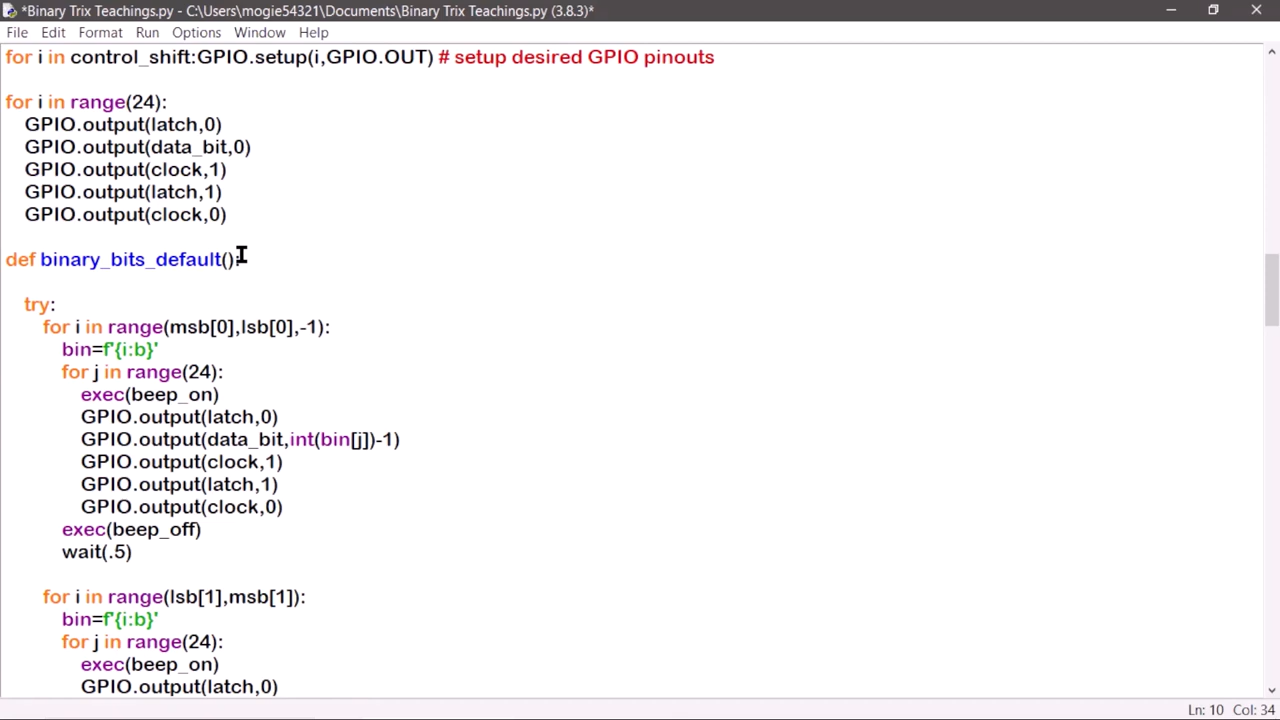 *Binary Trix Teachings.py - C:\Users\mogie54321\Documents\Binary Trix Teachings.py (3.8.3)*
File Edit Format Run Options Window Help
for i in control_shift:GPIO.setup(i,GPIO.OUT) # setup desired GPIO pinouts
for i in range(24):
GPIO.output(latch,0)
GPIO.output(data_bit,0)
GPIO.output(clock,1)
GPIO.output(latch,1)
GPIO.output(clock,0)
def binary_bits_default():
try:
for i in range(msb[0],lsb[0],-1):
bin=f'{i:b}'
for j in range(24):
exec(beep_on)
GPIO.output(latch,0)
GPIO.output(data_bit,int(bin[j])-1)
GPIO.output(clock,1)
GPIO.output(latch,1)
GPIO.output(clock,0)
exec(beep_off)
wait(.5)
for i in range(lsb[1],msb[1]):
bin=f'{i:b}'
for j in range(24):
exec(beep_on)
GPIO.output(latch,0)
Ln: 10 Col: 34